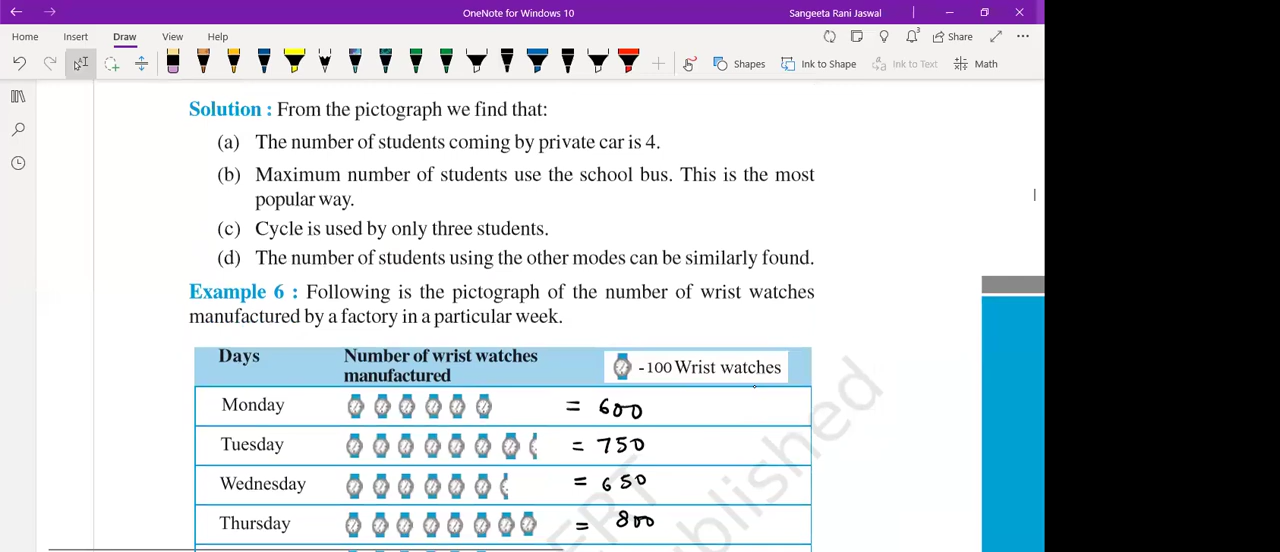 OneNote for Windows 10
Sangeeta Rani Jaswal
Home Insert Draw View Help
Share
Shapes Ink to Shape Ink to Text Math
Solution : From the pictograph we find that:
(a) The number of students coming by private car is 4.
(b) Maximum number of students use the school bus. This is the most
popular way.
(c) Cycle is used by only three students.
(d) The number of students using the other modes can be similarly found.
Example 6 : Following is the pictograph of the number of wrist watches
manufactured by a factory in a particular week.
Days Number of wrist watches
manufactured
-100 Wrist watches
Monday = 600
Tuesday = 750
Wednesday = 650
Thursday = 800